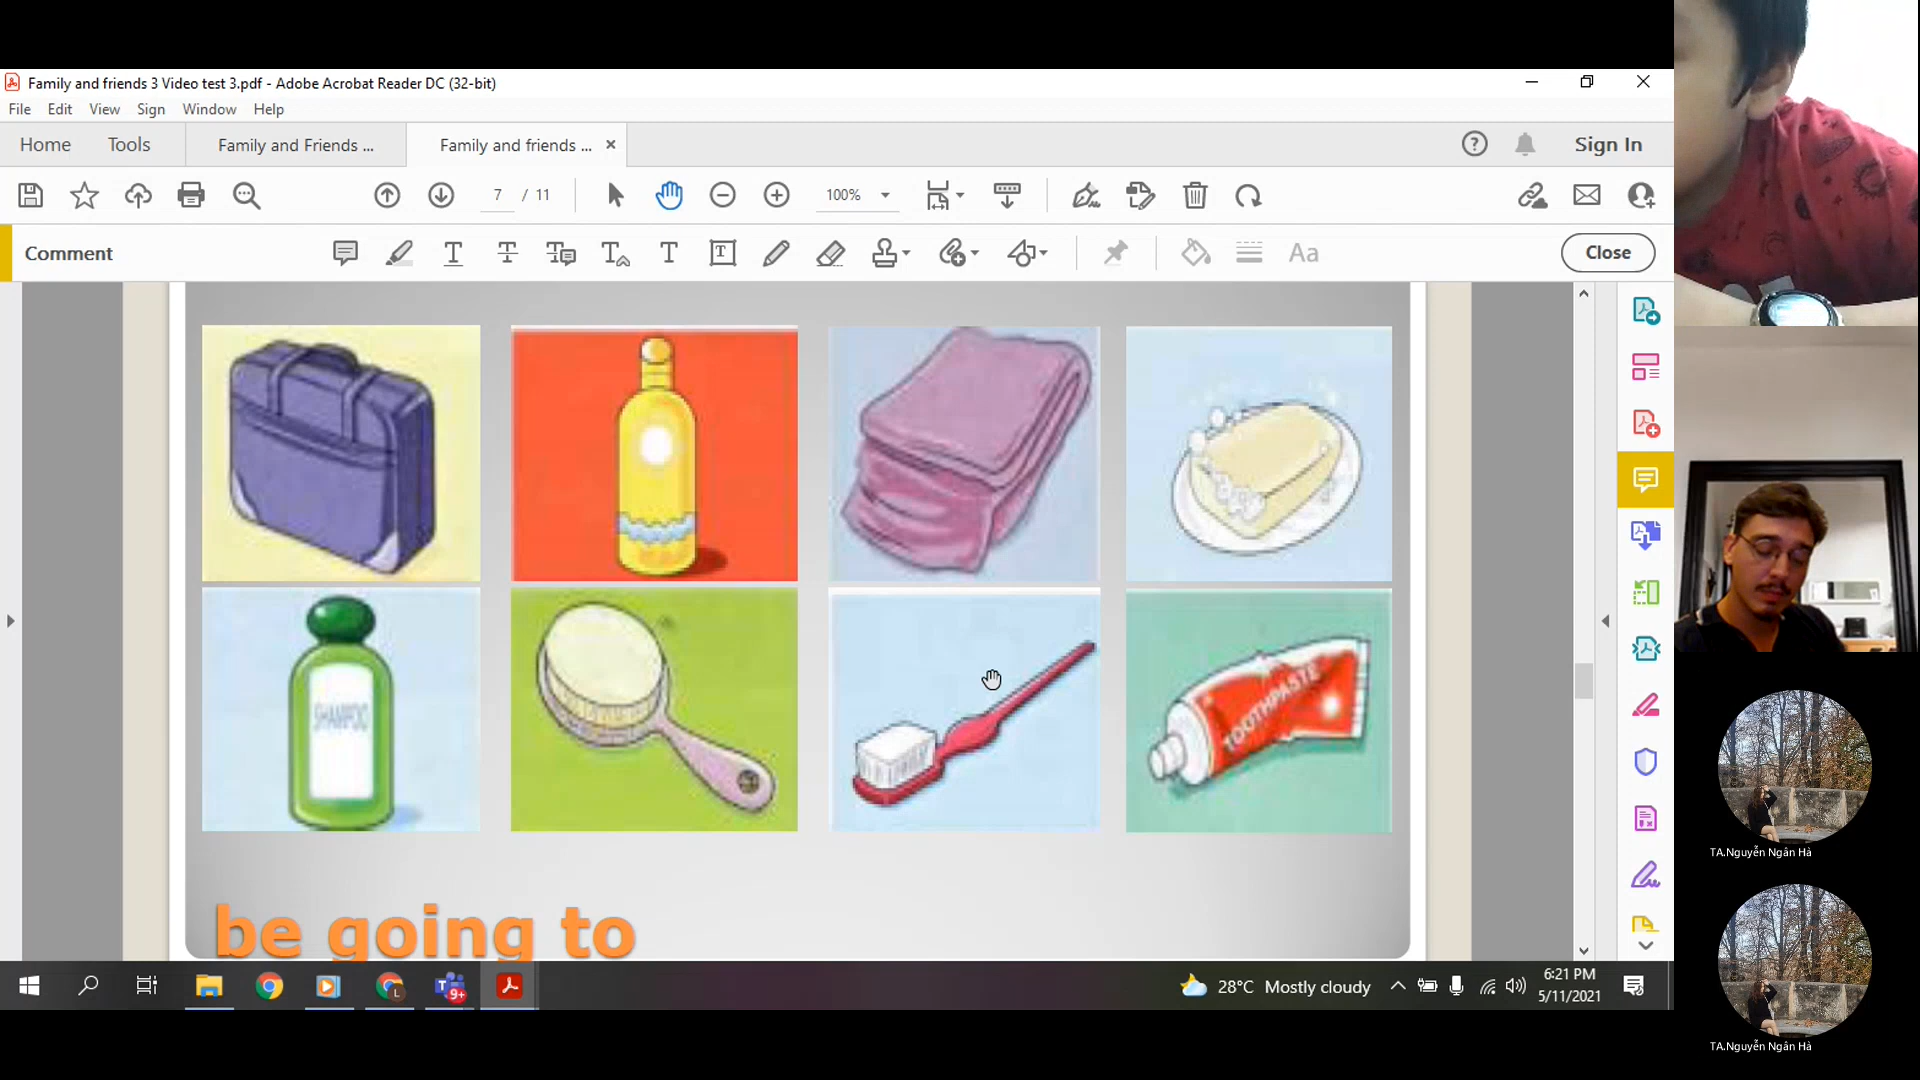 Family and friends 3 Video test 3.pdf - Adobe Acrobat Reader DC (32-bit)
File Edit View Sign Window Help
Home Tools Family and Friends ... Family and friends ... Sign In
7 / 11 100%
Comment Aa Close
SHAMPOO
TOOTHPASTE
be going to
TA.Nguyễn Ngân Hà
TA.Nguyễn Ngân Hà
9+
28°C Mostly cloudy
6:21 PM
5/11/2021